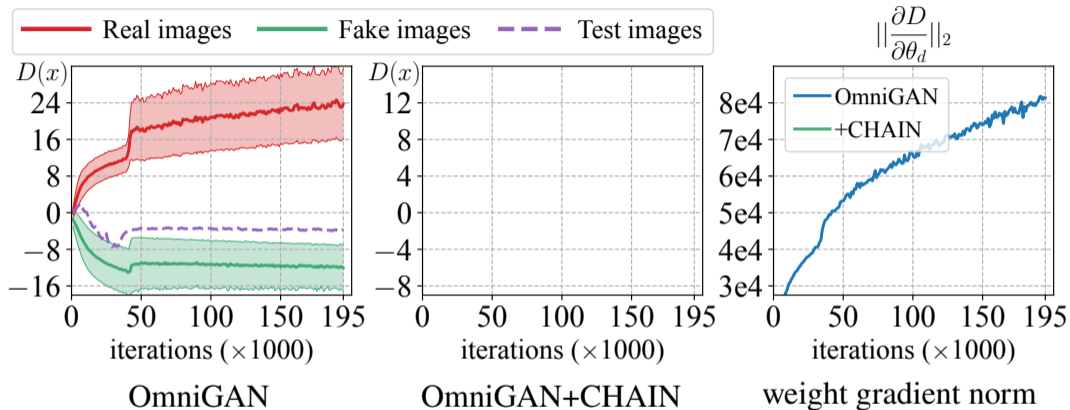 Real images Fake images Test images
D(x)
24
16
8
0
−8
−16
0 50 100 150 195
iterations (×1000)
OmniGAN
D(x)
12
8
4
0
−4
−8
0 50 100 150 195
iterations (×1000)
OmniGAN+CHAIN
||∂D/∂θ_d||₂
OmniGAN
+CHAIN
8e4
7e4
6e4
5e4
4e4
3e4
0 50 100 150 195
iterations (×1000)
weight gradient norm